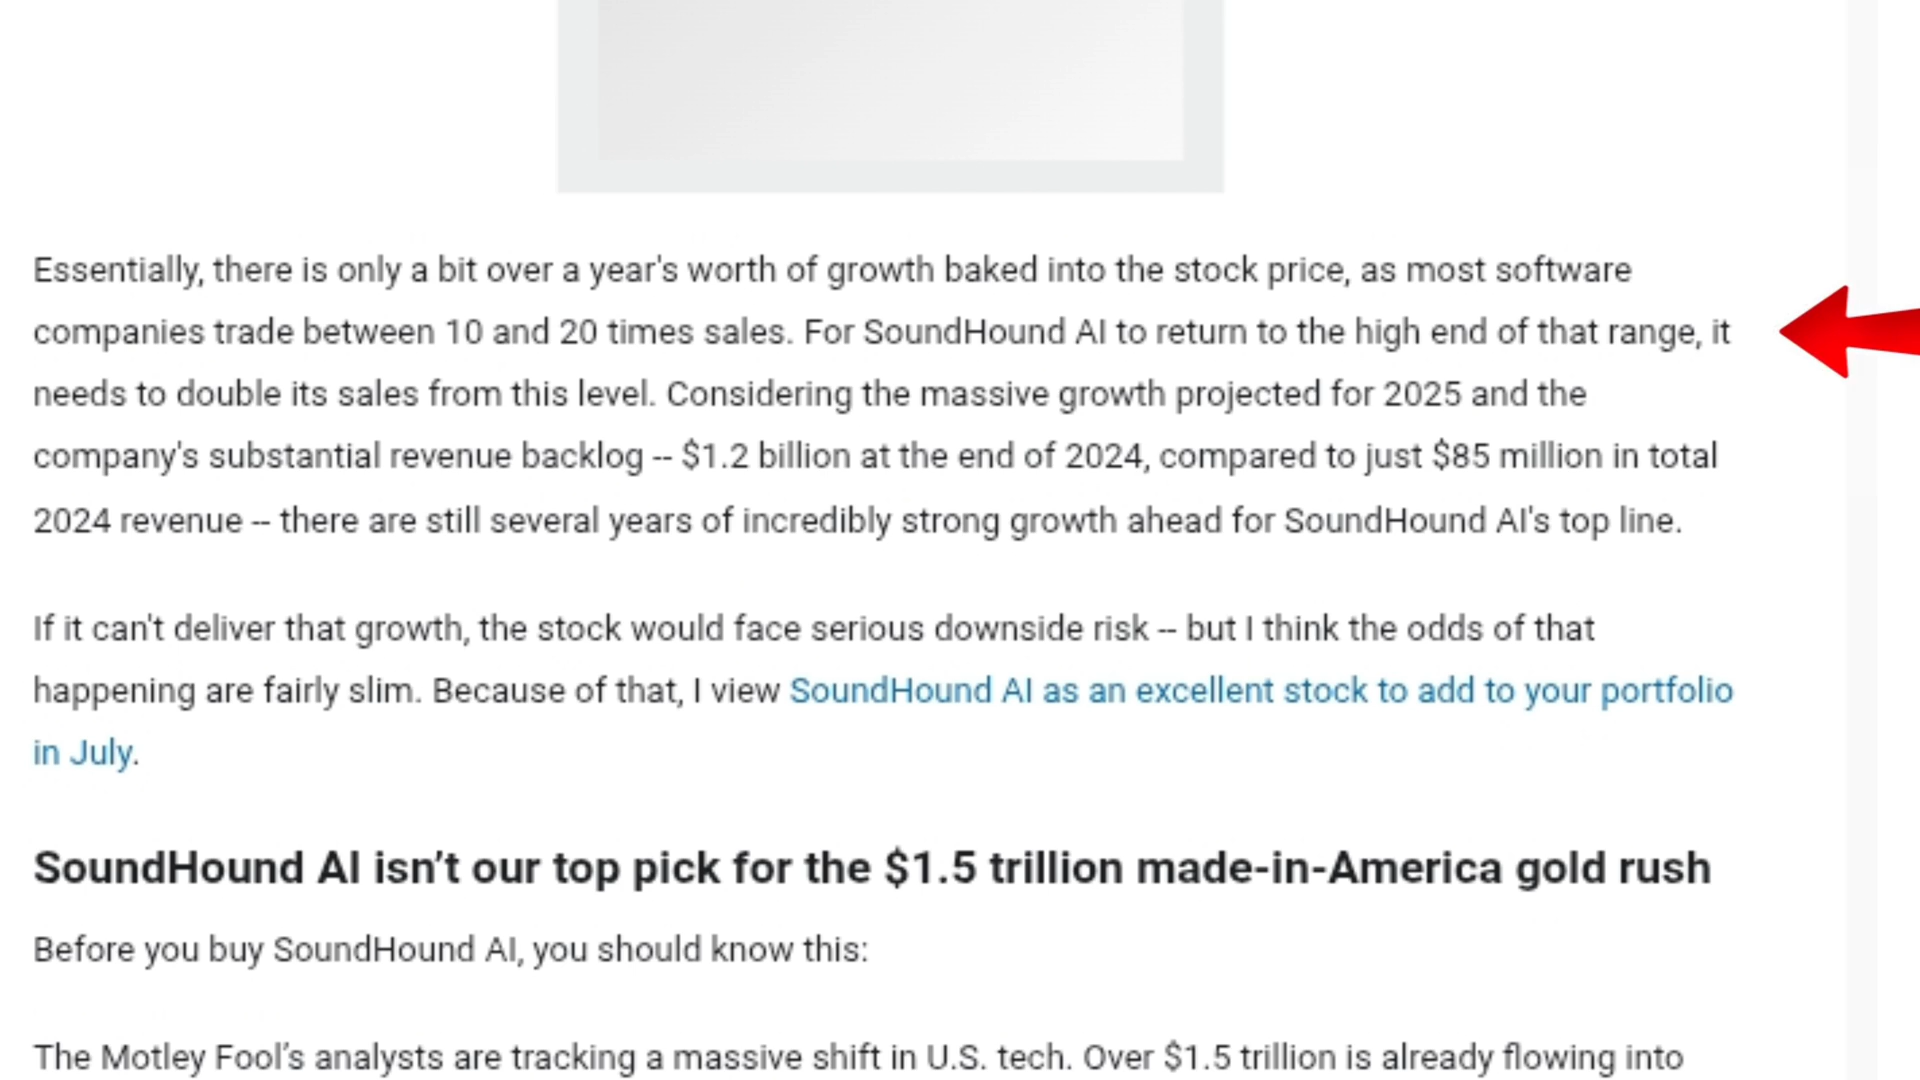 Essentially, there is only a bit over a year's worth of growth baked into the stock price, as most software
companies trade between 10 and 20 times sales. For SoundHound AI to return to the high end of that range, it
needs to double its sales from this level. Considering the massive growth projected for 2025 and the
company's substantial revenue backlog -- $1.2 billion at the end of 2024, compared to just $85 million in total
2024 revenue -- there are still several years of incredibly strong growth ahead for SoundHound AI's top line.
If it can't deliver that growth, the stock would face serious downside risk -- but I think the odds of that
happening are fairly slim. Because of that, I view SoundHound AI as an excellent stock to add to your portfolio
in July.
SoundHound AI isn’t our top pick for the $1.5 trillion made-in-America gold rush
Before you buy SoundHound AI, you should know this:
The Motley Fool’s analysts are tracking a massive shift in U.S. tech. Over $1.5 trillion is already flowing into